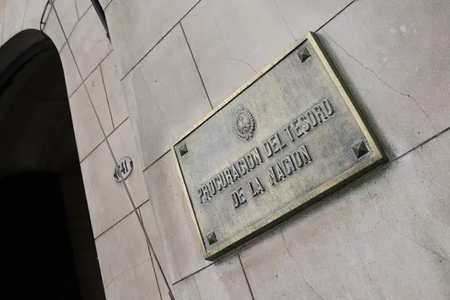 PROCURACION DEL TESORO
DE LA NACION